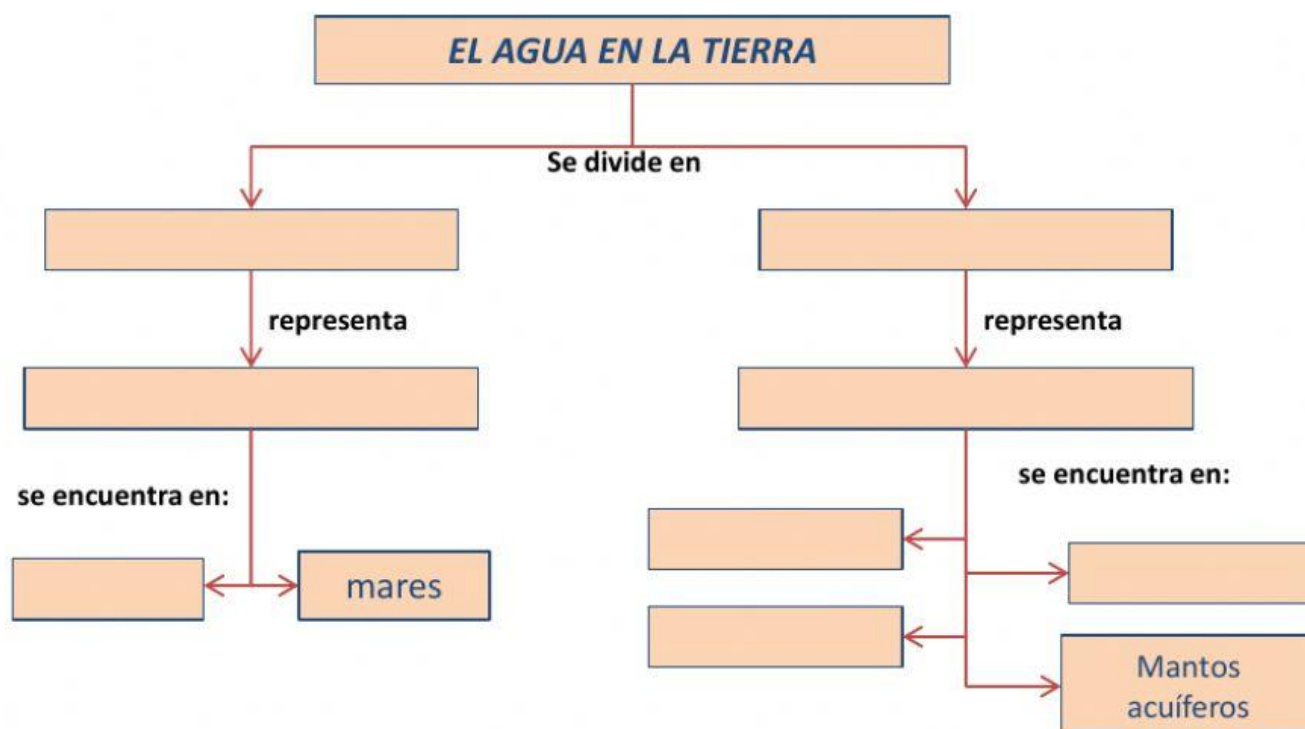 EL AGUA EN LA TIERRA
Se divide en
representa
representa
se encuentra en:
se encuentra en:
mares
Mantos
acuíferos